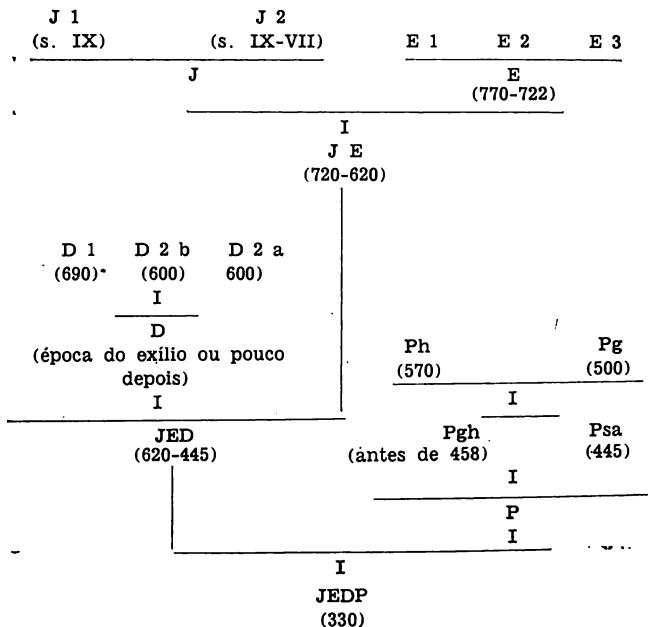 J 1 J 2
(s. IX) (s. IX-VII) E 1 E 2 E 3
J E
(770-722)
I
J E
(720-620)
D 1 D 2 b D 2 a
(690) (600) 600)
I
D
(época do exílio ou pouco
depois)
I
Ph Pg
(570) (500)
I
JED Pgh Psa
(620-445) (antes de 458) (445)
I
P
I
I
JEDP
(330)